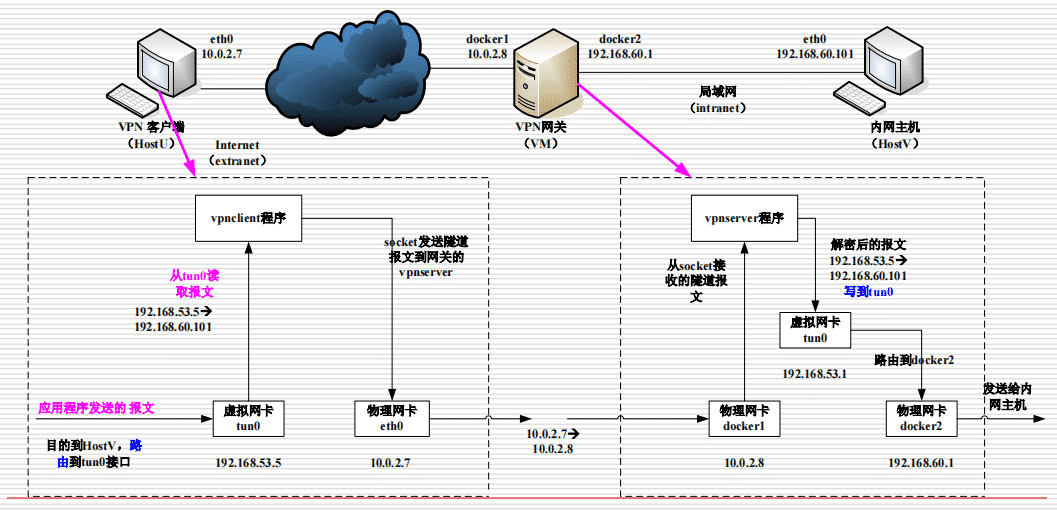 eth0
10.0.2.7
docker1
10.0.2.8
docker2
192.168.60.1
eth0
192.168.60.101
局域网
（intranet）
VPN 客户端
（HostU）
Internet
（extranet）
VPN网关
（VM）
内网主机
（HostV）
vpnclient程序
socket发送隧道
报文到网关的
vpnserver
从tun0读
取报文
192.168.53.5→
192.168.60.101
应用程序发送的 报文
目的到HostV，路
由到tun0接口
虚拟网卡
tun0
192.168.53.5
物理网卡
eth0
10.0.2.7
10.0.2.7→
10.0.2.8
vpnserver程序
从socket接
收的隧道报
文
解密后的报文
192.168.53.5→
192.168.60.101
写到tun0
虚拟网卡
tun0
192.168.53.1
路由到docker2
物理网卡
docker1
10.0.2.8
物理网卡
docker2
192.168.60.1
发送给内
网主机